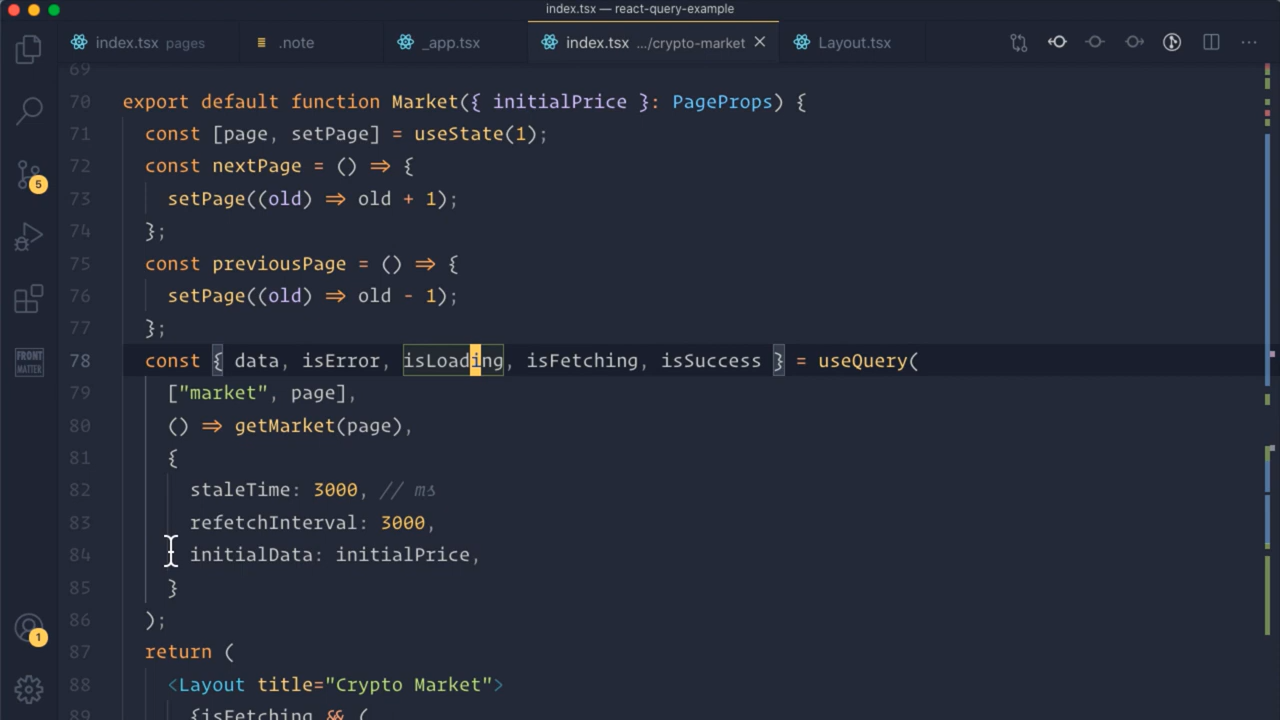 index.tsx — react-query-example
index.tsx pages
.note
_app.tsx
index.tsx .../crypto-market
Layout.tsx
69
70 export default function Market({ initialPrice }: PageProps) {
71 const [page, setPage] = useState(1);
72 const nextPage = () => {
73 setPage((old) => old + 1);
74 };
75 const previousPage = () => {
76 setPage((old) => old - 1);
77 };
78 const { data, isError, isLoading, isFetching, isSuccess } = useQuery(
79 ["market", page],
80 () => getMarket(page),
81 {
82 staleTime: 3000, // ms
83 refetchInterval: 3000,
84 initialData: initialPrice,
85 }
86 );
87 return (
88 <Layout title="Crypto Market">
89 {isFetching && (
5
FRONT
MATTER
1